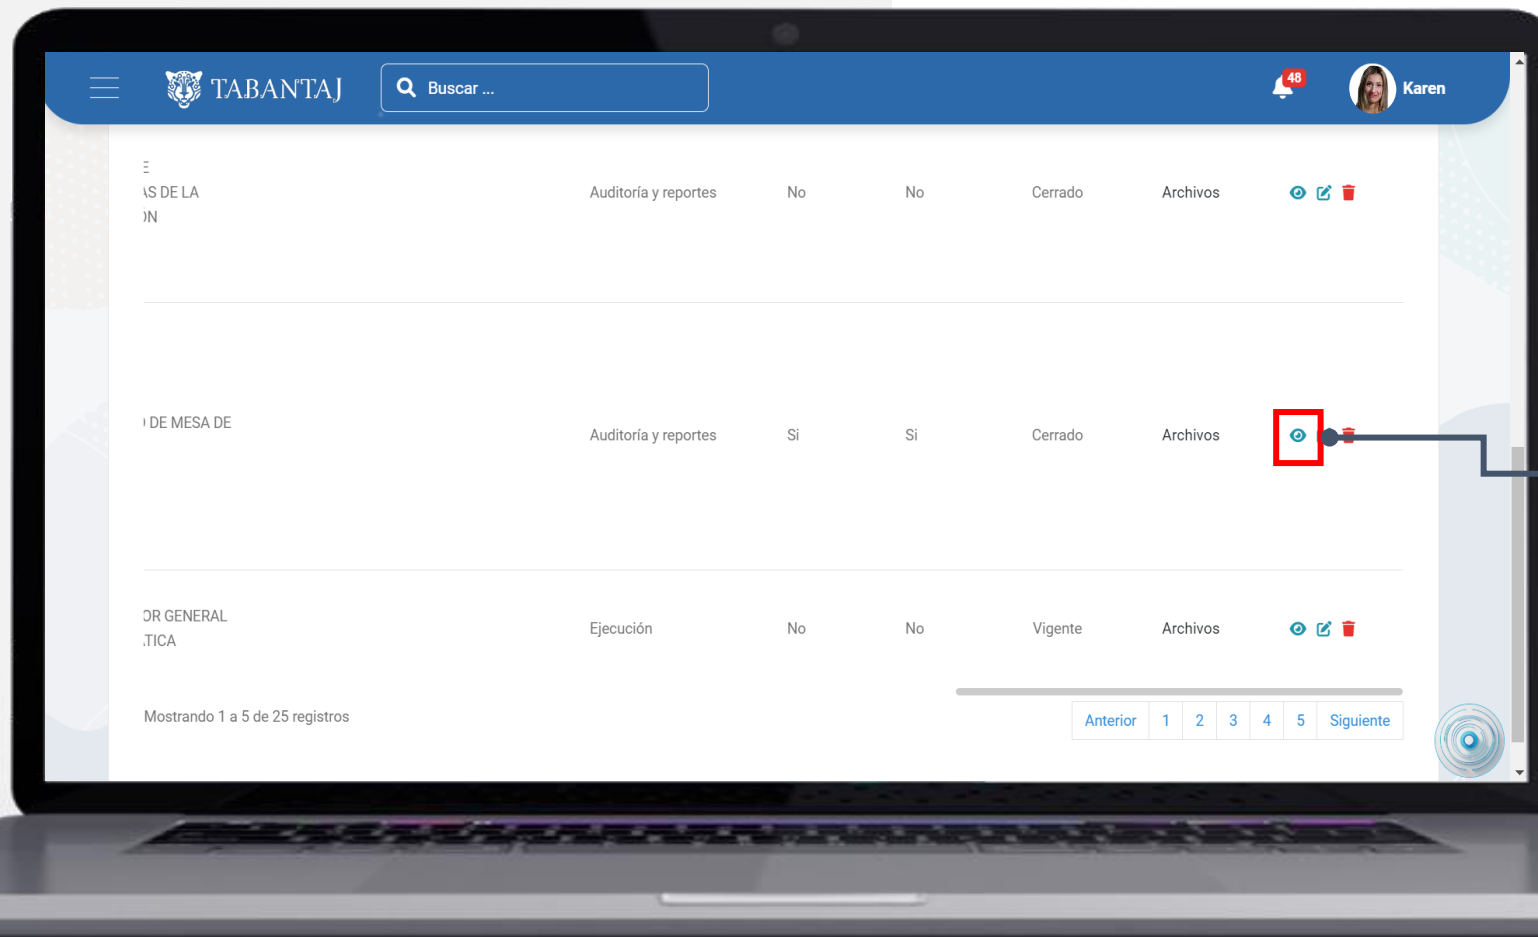 TABANTAJ
Buscar ...
48
Karen
E
AS DE LA
ÓN
Auditoría y reportes
No
No
Cerrado
Archivos
DE MESA DE
Auditoría y reportes
Si
Si
Cerrado
Archivos
OR GENERAL
ÁTICA
Ejecución
No
No
Vigente
Archivos
Mostrando 1 a 5 de 25 registros
Anterior
1
2
3
4
5
Siguiente